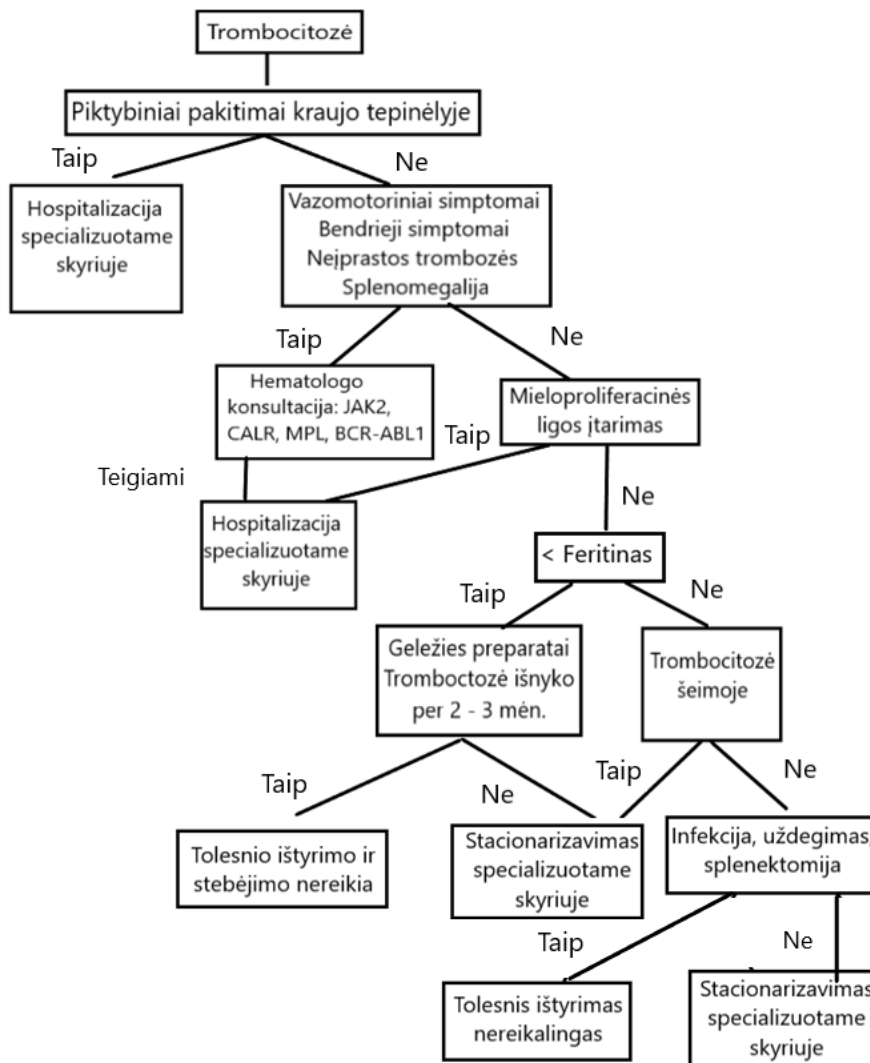 Trombocitozė
Piktybiniai pakitimai kraujo tepinėlyje
Taip
Ne
Hospitalizacija
specializuotame
skyriuje
Vazomotoriniai simptomai
Bendrieji simptomai
Neįprastos trombozės
Splenomegalija
Taip
Ne
Hematologo
konsultacija: JAK2,
CALR, MPL, BCR-ABL1
Mieloproliferacinės
ligos įtarimas
Taip
Teigiami
Ne
Hospitalizacija
specializuotame
skyriuje
< Feritinas
Taip
Ne
Geležies preparatai
Tromboctozė išnyko
per 2 - 3 mėn.
Trombocitozė
šeimoje
Taip
Ne
Taip
Ne
Tolesnio ištyrimo ir
stebėjimo nereikia
Stacionarizavimas
specializuotame
skyriuje
Infekcija, uždegimas,
splenektomija
Taip
Ne
Tolesnis ištyrimas
nereikalingas
Stacionarizavimas
specializuotame
skyriuje